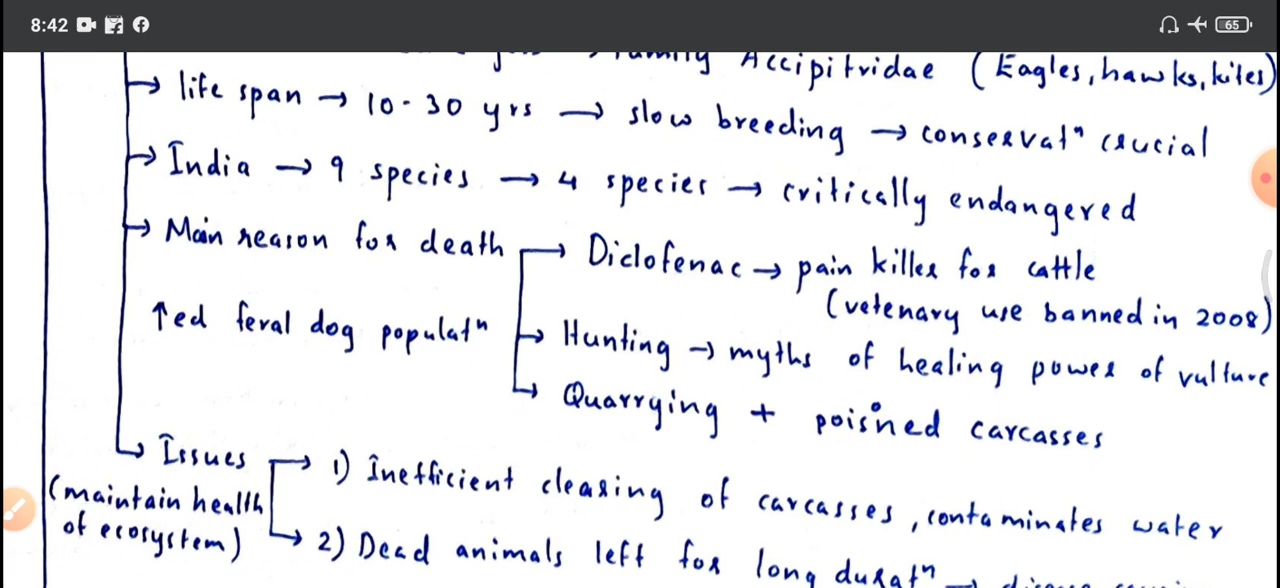 8:42
65
family Accipitridae (Eagles, hawks, kites)
→ life span → 10-30 yrs → slow breeding → conservatⁿ crucial
→ India → 9 species → 4 species → critically endangered
→ Main reason for death → Diclofenac → pain killer for cattle
(vetenary use banned in 2008)
↑ed feral dog populatⁿ
→ Hunting → myths of healing power of vulture
→ Quarrying + poisoned carcasses
→ Issues → 1) Inefficient clearing of carcasses, contaminates water
(maintain health of ecosystem)
→ 2) Dead animals left for long duratⁿ →